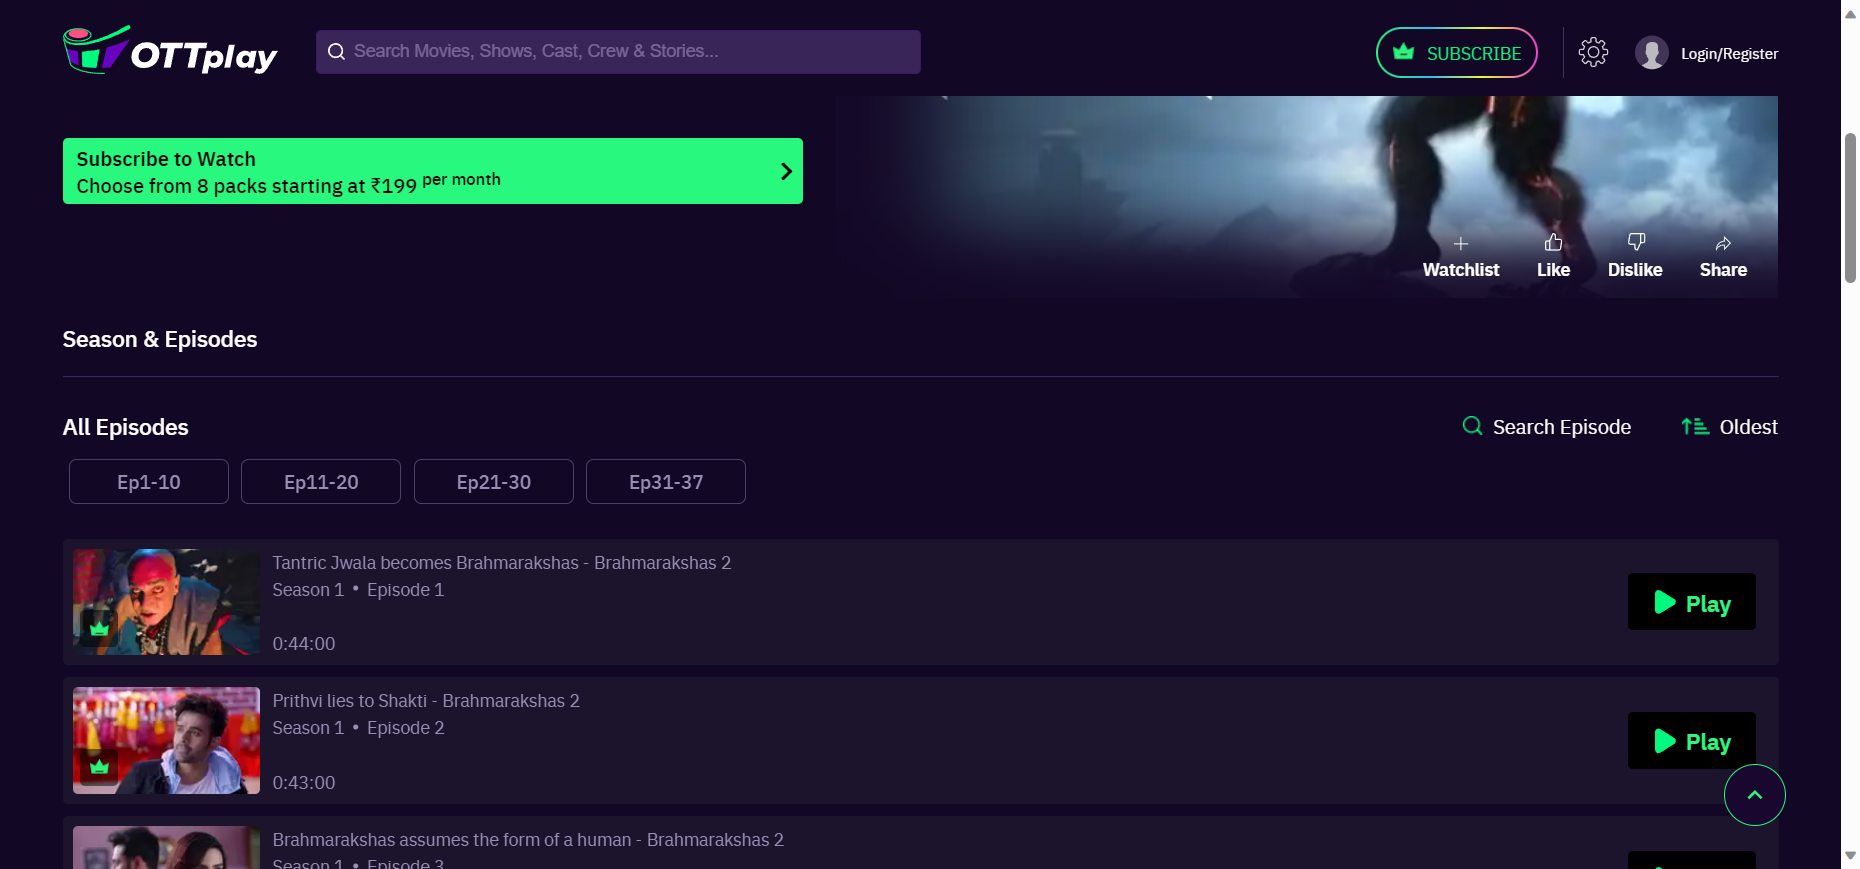 OTTplay
Search Movies, Shows, Cast, Crew & Stories...
SUBSCRIBE
Login/Register
Subscribe to Watch
Choose from 8 packs starting at ₹199 per month
Watchlist
Like
Dislike
Share
Season & Episodes
All Episodes
Search Episode
Oldest
Ep1-10
Ep11-20
Ep21-30
Ep31-37
Tantric Jwala becomes Brahmarakshas - Brahmarakshas 2
Season 1 • Episode 1
0:44:00
Play
Prithvi lies to Shakti - Brahmarakshas 2
Season 1 • Episode 2
0:43:00
Play
Brahmarakshas assumes the form of a human - Brahmarakshas 2
Season 1 • Episode 3